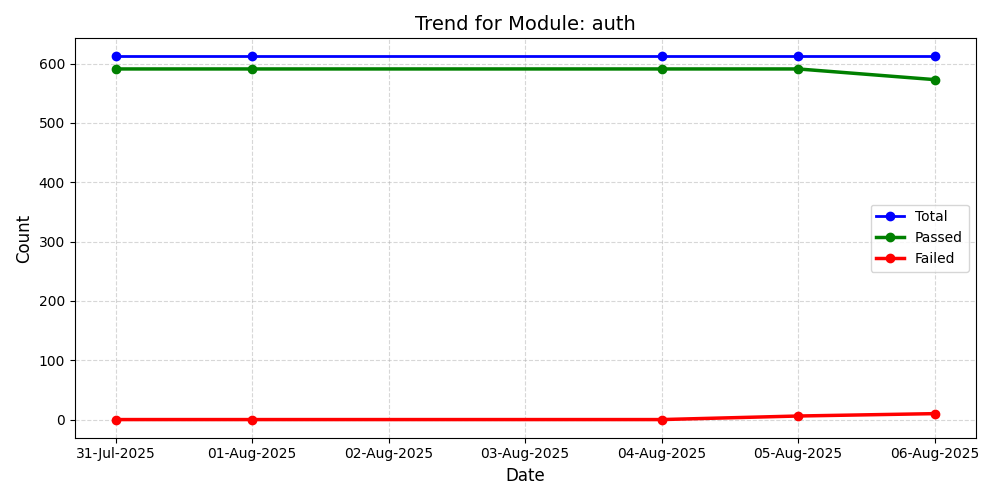 Trend for Module: auth
600
500
400
300
200
100
0
Count
Total
Passed
Failed
31-Jul-2025 01-Aug-2025 02-Aug-2025 03-Aug-2025 04-Aug-2025 05-Aug-2025 06-Aug-2025
Date